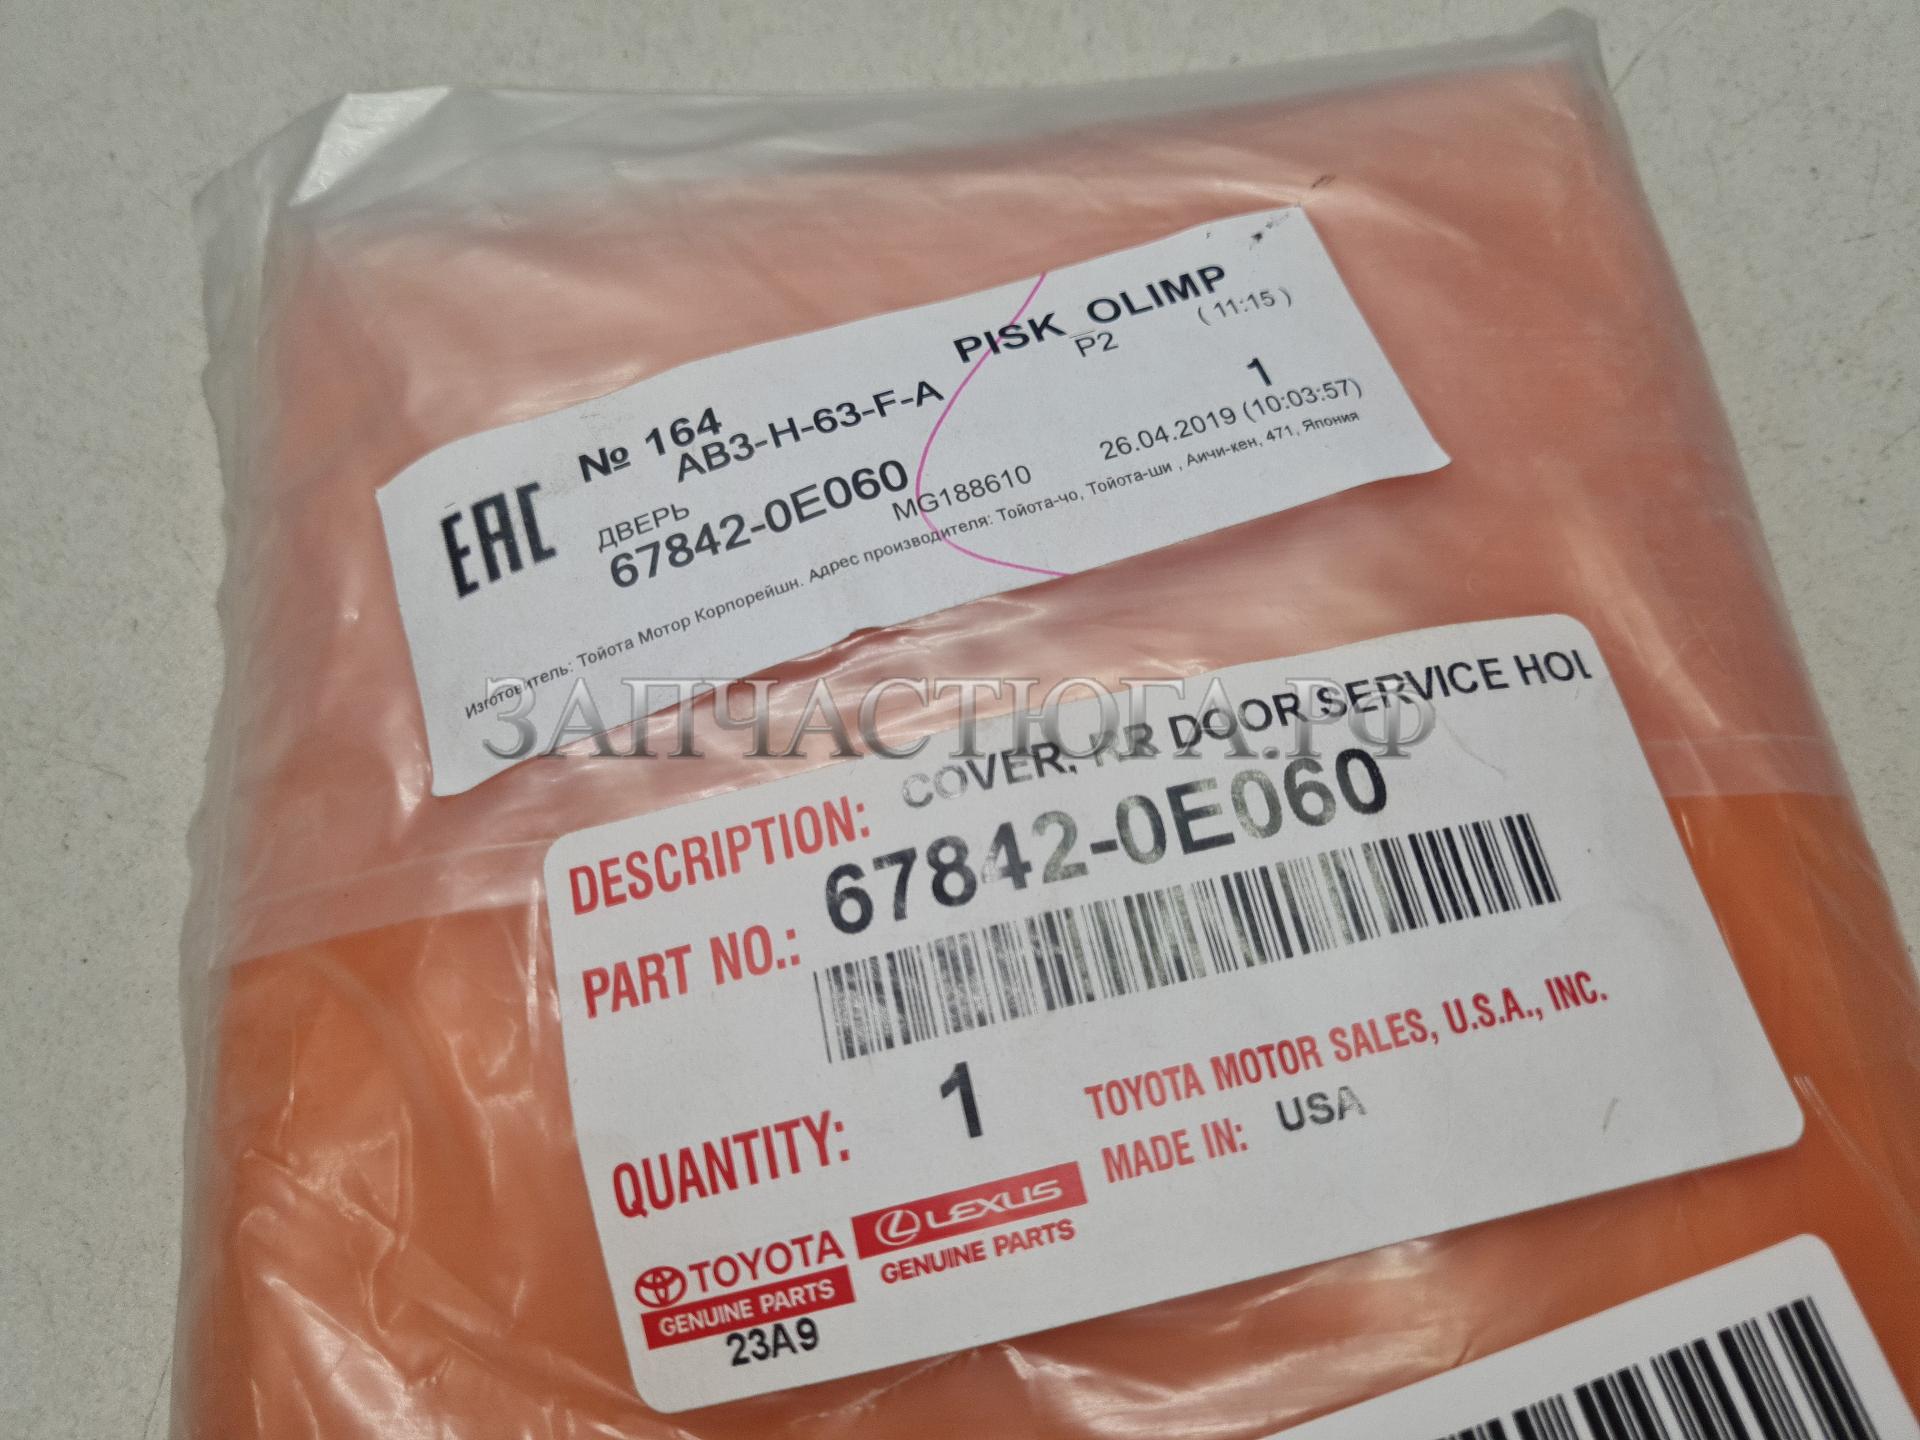 № 164
PISK_OLIMP
AB3-H-63-F-A
P2
( 11:15 )
EAC
ДВЕРЬ
67842-0E060
1
MG188610
26.04.2019 (10:03:57)
Изготовитель: Тойота Мотор Корпорейшн. Адрес производителя: Тойота-чо, Тойота-ши , Аичи-кен, 471, Япония
ЗАПЧАСТЮГА.РФ
DESCRIPTION: COVER, RR DOOR SERVICE HOL
PART NO.: 67842-0E060
QUANTITY: 1
TOYOTA MOTOR SALES, U.S.A., INC.
MADE IN: USA
TOYOTA
GENUINE PARTS
LEXUS
GENUINE PARTS
23A9